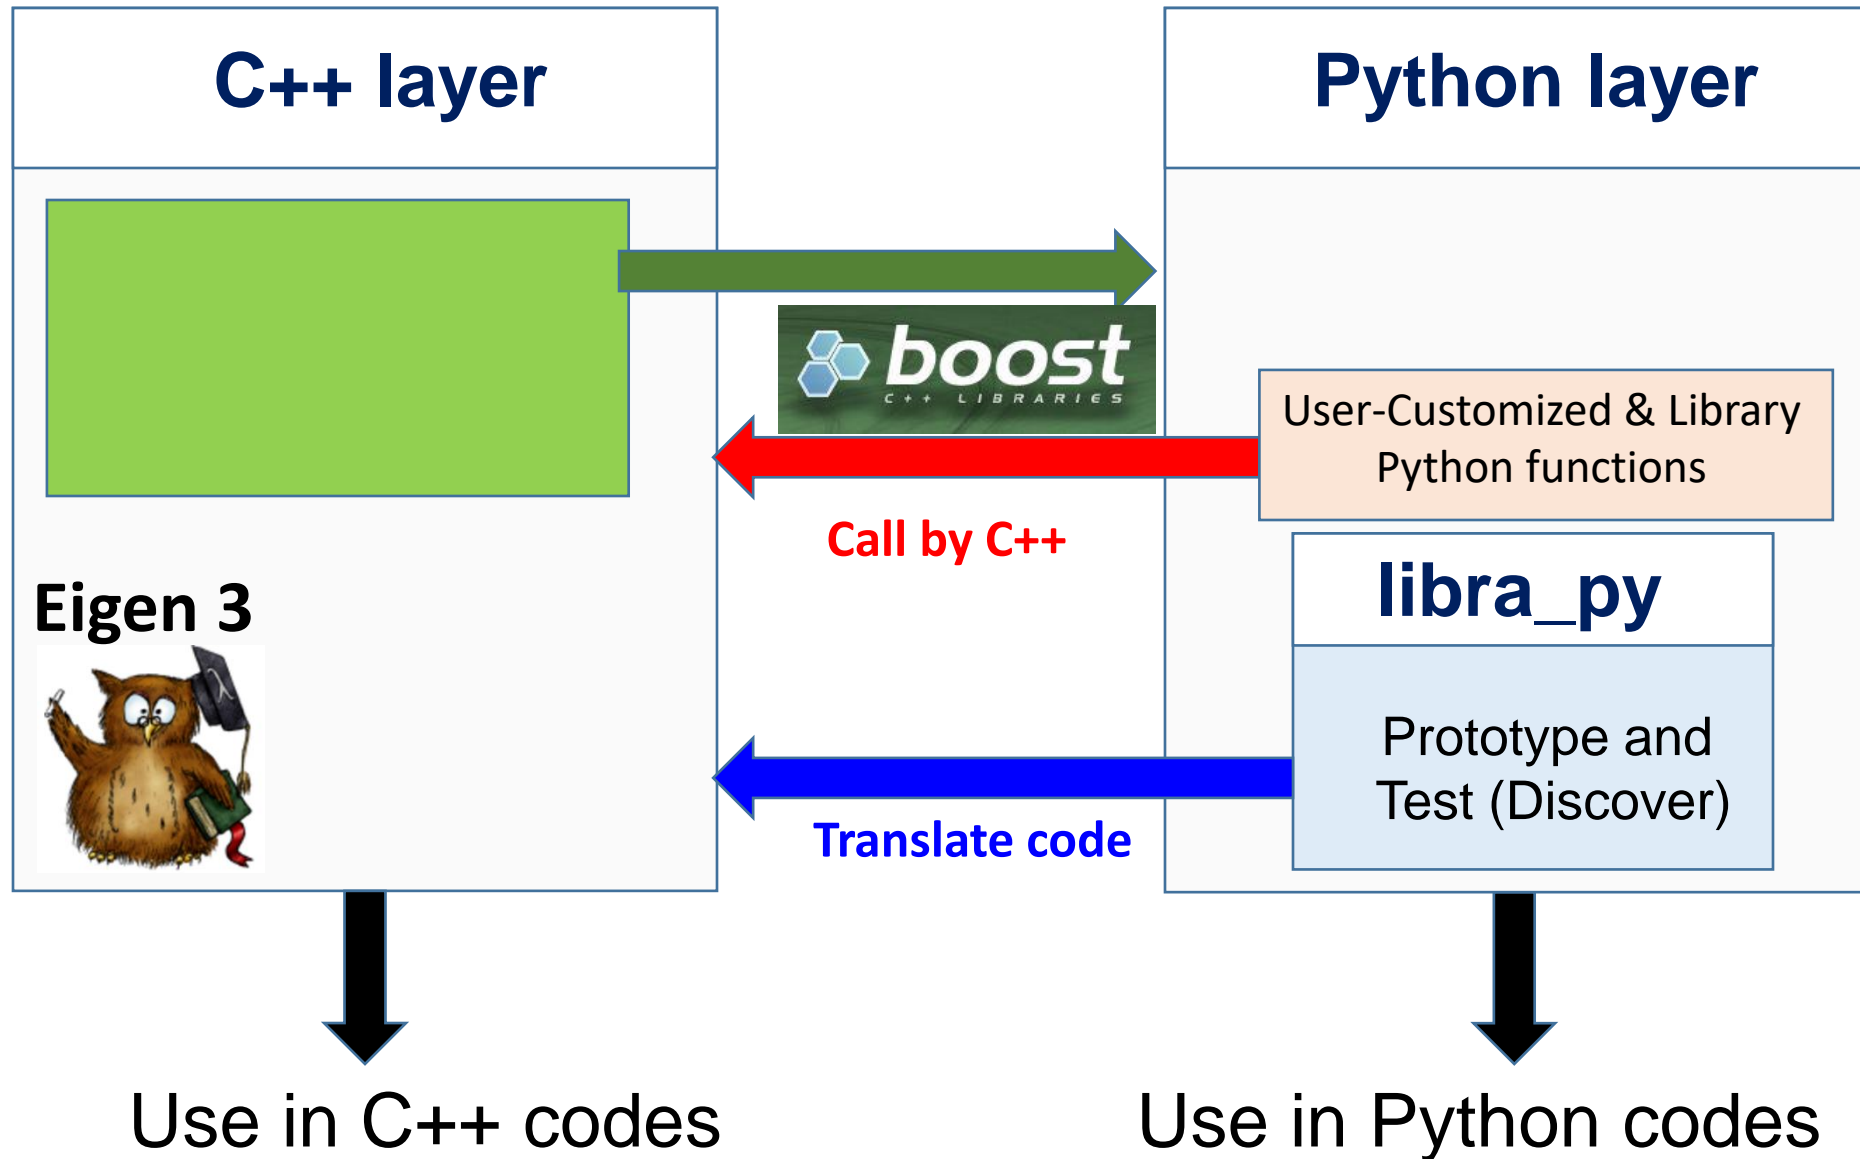 C++ layer
Python layer
boost
C++ LIBRARIES
User-Customized & Library
Python functions
Call by C++
Eigen 3
libra_py
Prototype and
Test (Discover)
Translate code
Use in C++ codes
Use in Python codes